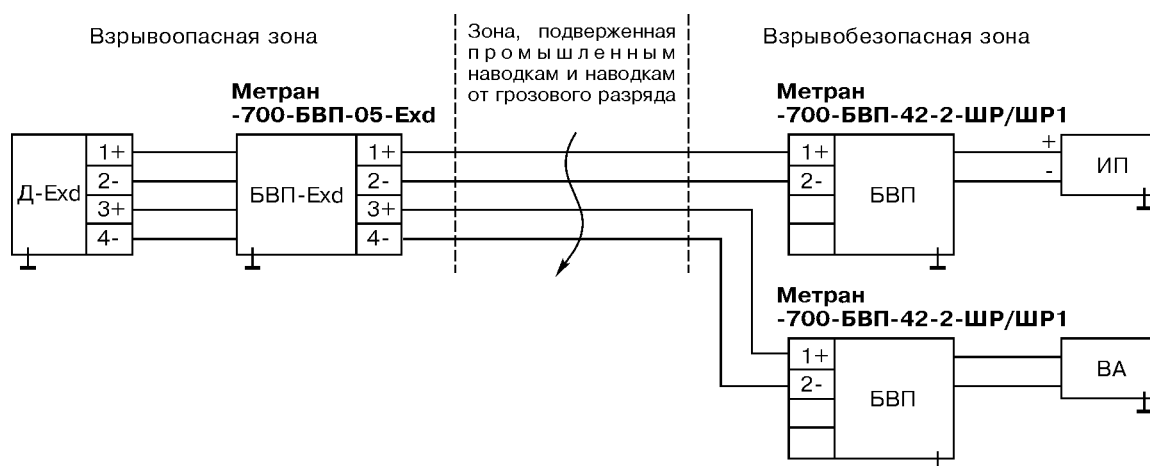 Взрывоопасная зона
Зона, подверженная
промышленным
наводкам и наводкам
от грозового разряда
Взрывобезопасная зона
Метран
-700-БВП-05-Exd
Метран
-700-БВП-42-2-ШР/ШР1
Д-Exd
1+
2-
3+
4-
БВП-Exd
1+
2-
3+
4-
1+
2-
БВП
+
-
ИП
Метран
-700-БВП-42-2-ШР/ШР1
1+
2-
БВП
ВА